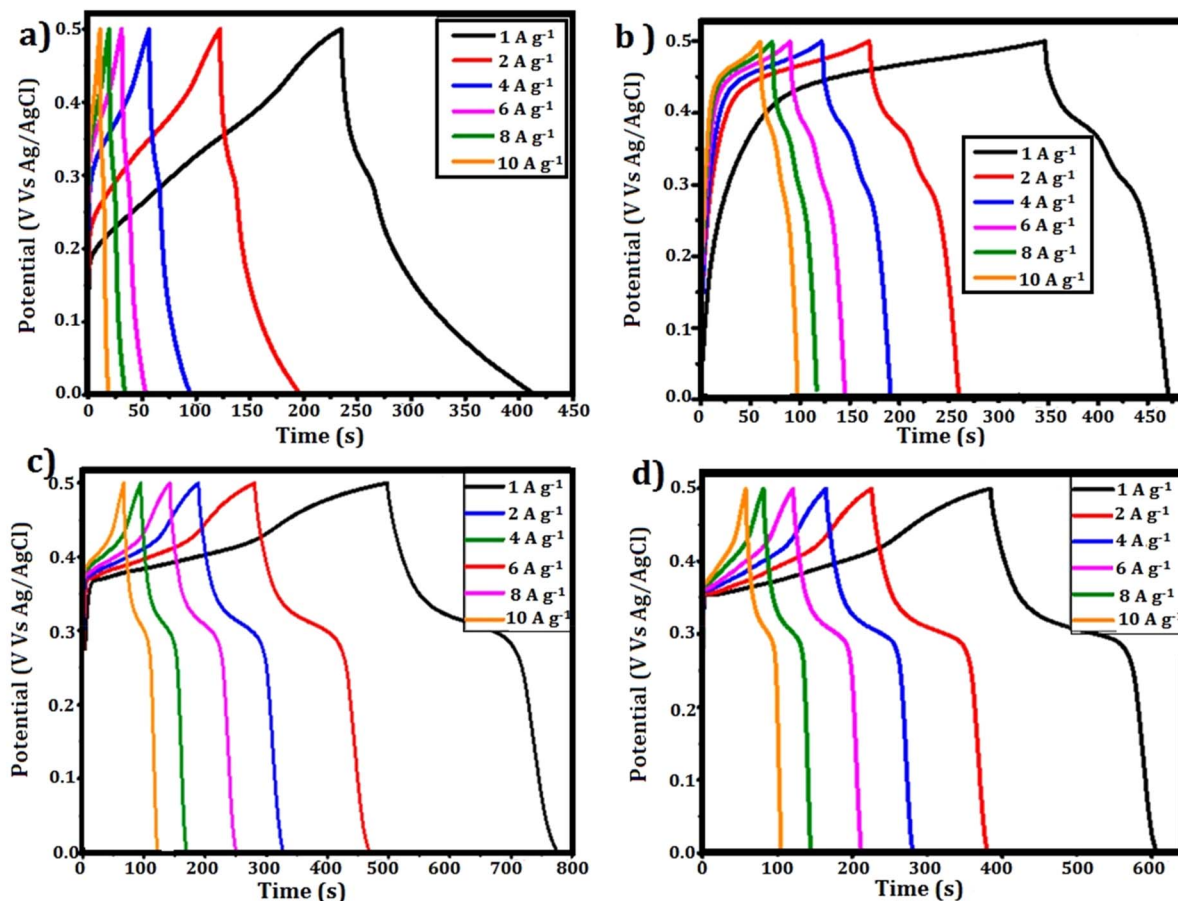 a)
0.5
0.4
0.3
0.2
0.1
0.0
Potential (V Vs Ag/AgCl)
1 A g-1
2 A g-1
4 A g-1
6 A g-1
8 A g-1
10 A g-1
0 50 100 150 200 250 300 350 400 450
Time (s)
b)
0.5
0.4
0.3
0.2
0.1
0.0
Potential (V Vs Ag/AgCl)
1 A g-1
2 A g-1
4 A g-1
6 A g-1
8 A g-1
10 A g-1
0 50 100 150 200 250 300 350 400 450
Time (s)
c)
0.5
0.4
0.3
0.2
0.1
0.0
Potential (V Vs Ag/AgCl)
1 A g-1
2 A g-1
4 A g-1
6 A g-1
8 A g-1
10 A g-1
0 100 200 300 400 500 600 700 800
Time (s)
d)
0.5
0.4
0.3
0.2
0.1
0.0
Potential (V Vs Ag/AgCl)
1 A g-1
2 A g-1
4 A g-1
6 A g-1
8 A g-1
10 A g-1
0 100 200 300 400 500 600
Time (s)